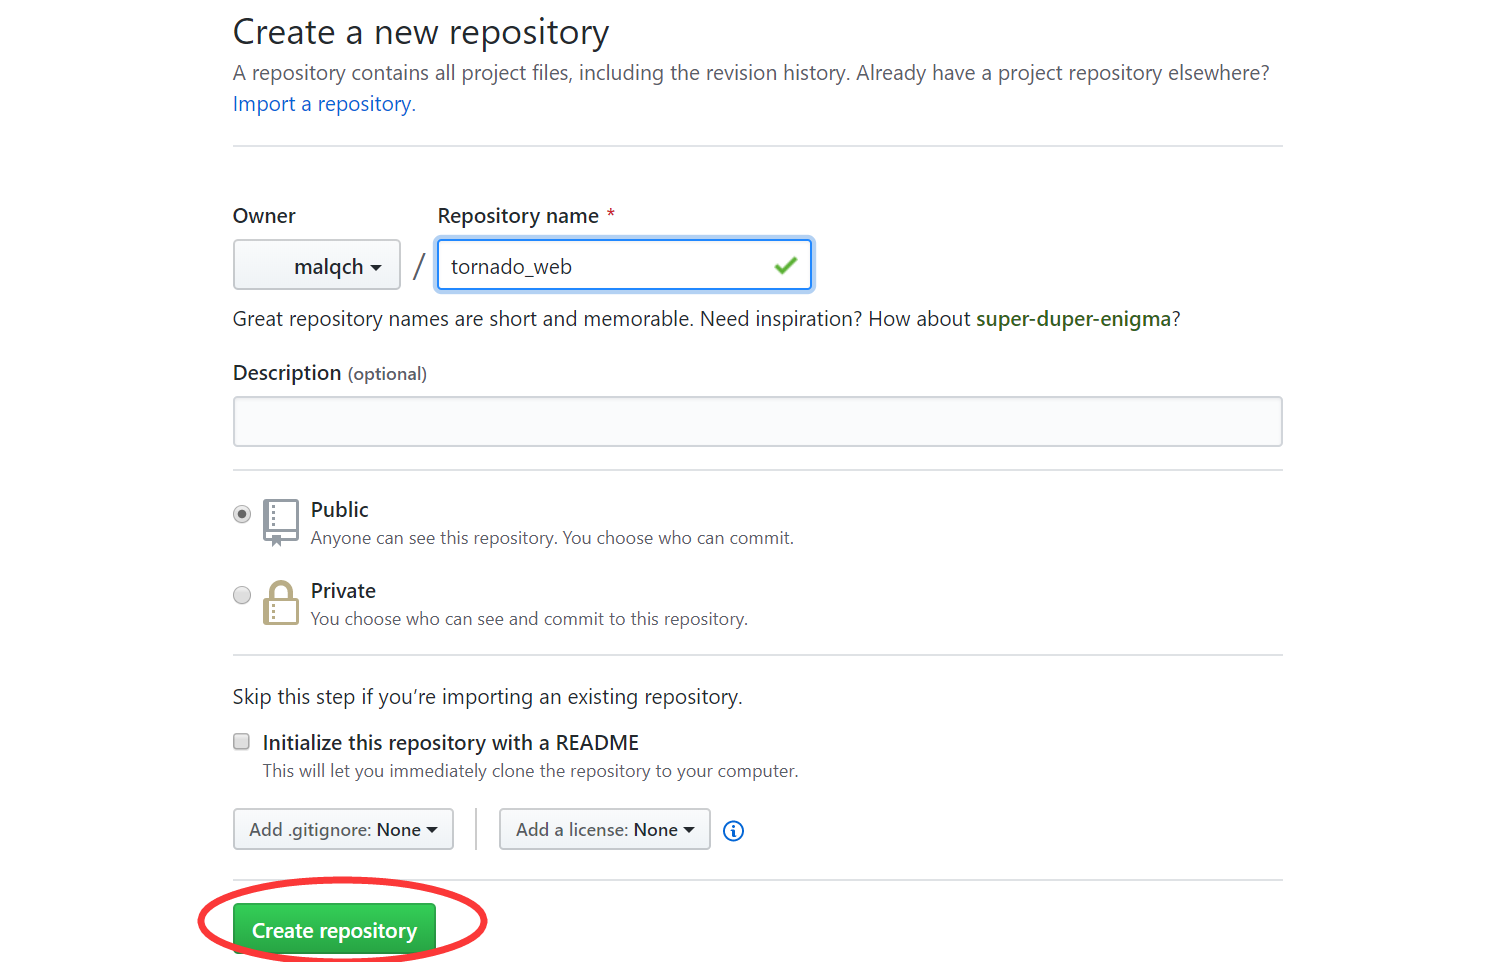 Create a new repository
A repository contains all project files, including the revision history. Already have a project repository elsewhere?
Import a repository.
Owner
Repository name *
malqch
/
tornado_web
Great repository names are short and memorable. Need inspiration? How about super-duper-enigma?
Description (optional)
Public
Anyone can see this repository. You choose who can commit.
Private
You choose who can see and commit to this repository.
Skip this step if you’re importing an existing repository.
Initialize this repository with a README
This will let you immediately clone the repository to your computer.
Add .gitignore: None
Add a license: None
Create repository